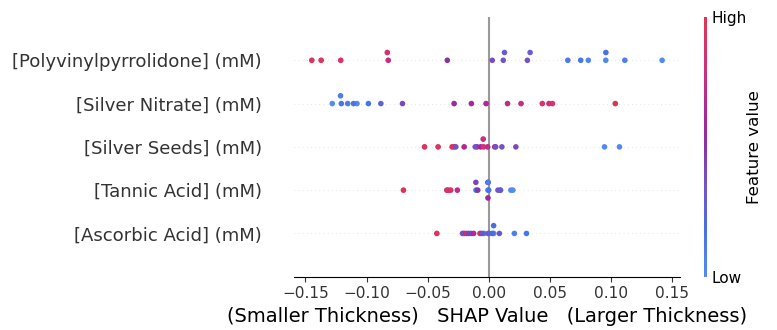 High
[Polyvinylpyrrolidone] (mM)
[Silver Nitrate] (mM)
[Silver Seeds] (mM)
[Tannic Acid] (mM)
[Ascorbic Acid] (mM)
Feature value
Low
−0.15 −0.10 −0.05 0.00 0.05 0.10 0.15
(Smaller Thickness) SHAP Value (Larger Thickness)